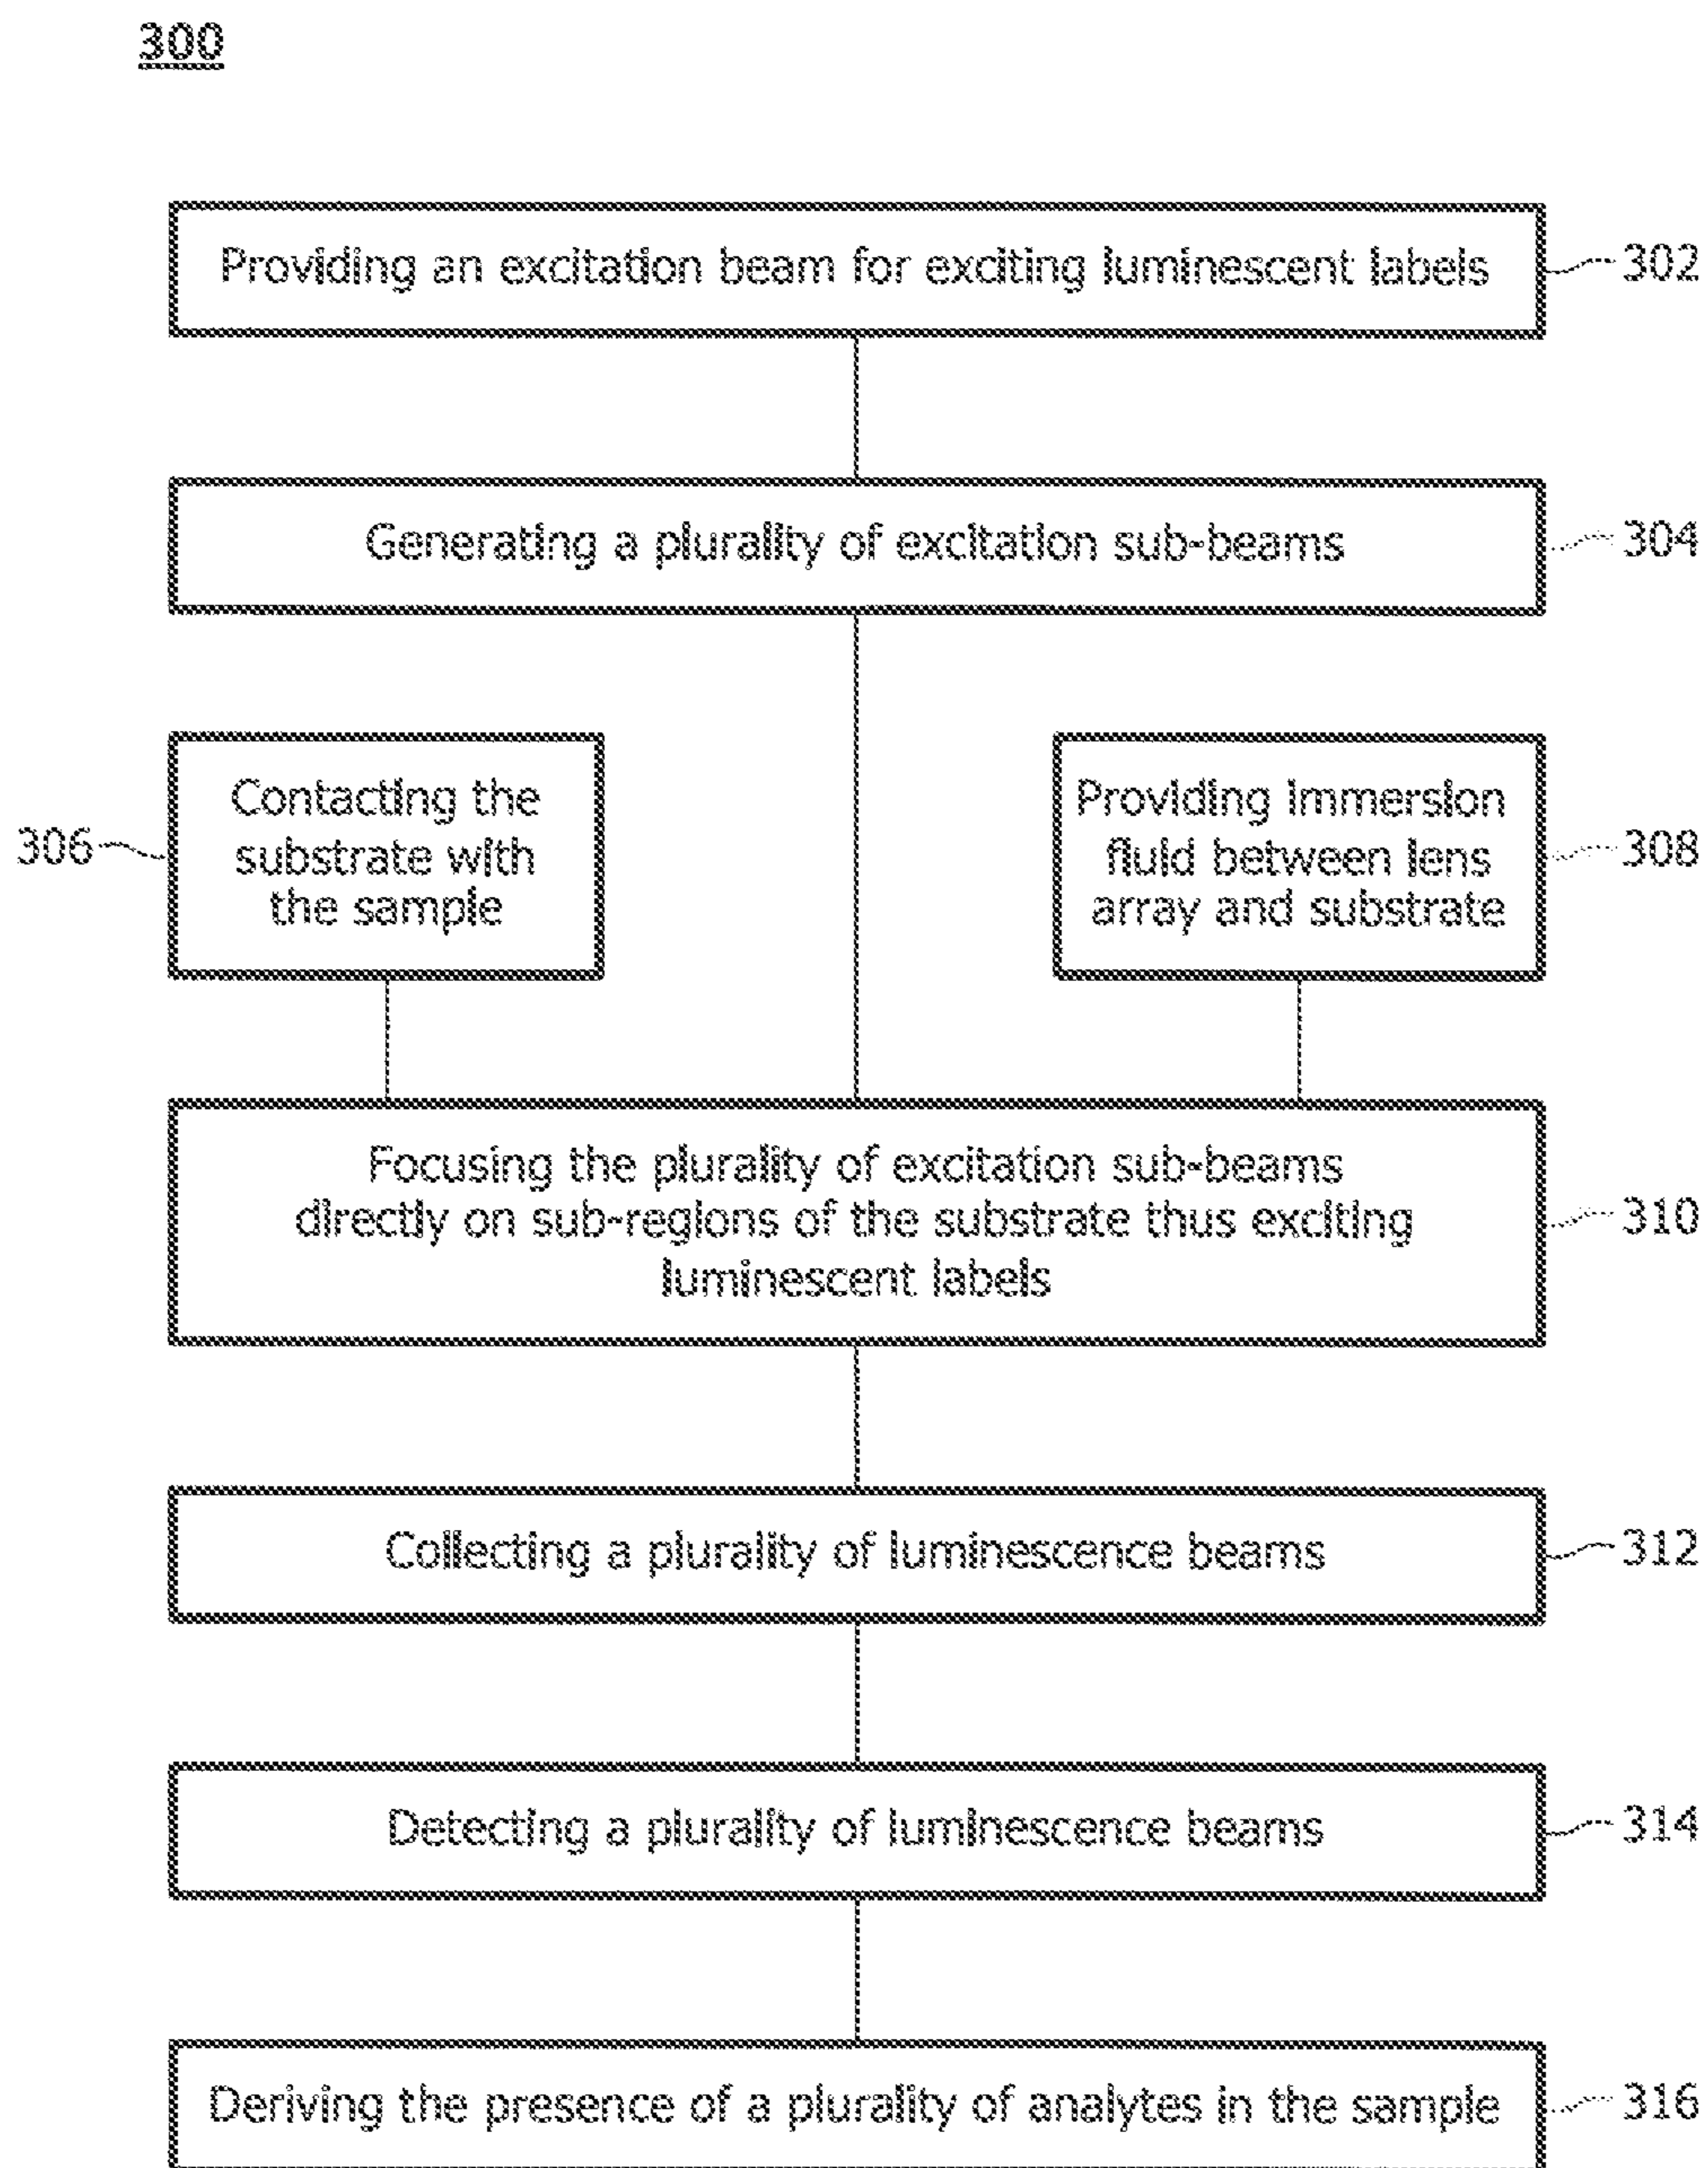 300
Providing an excitation beam for exciting luminescent labels
302
Generating a plurality of excitation sub-beams
304
306
Contacting the
substrate with
the sample
Providing immersion
fluid between lens
array and substrate
308
Focusing the plurality of excitation sub-beams
directly on sub-regions of the substrate thus exciting
luminescent labels
310
Collecting a plurality of luminescence beams
312
Detecting a plurality of luminescence beams
314
Deriving the presence of a plurality of analytes in the sample
316